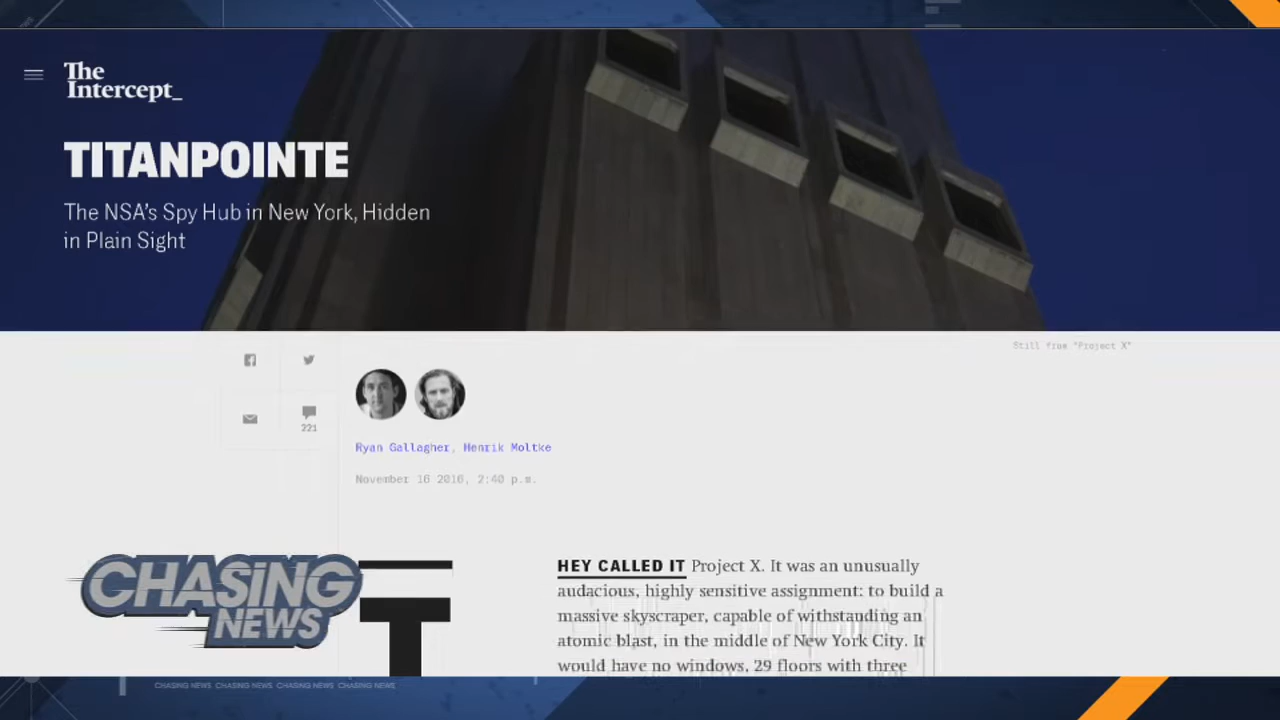 The
Intercept_
TITANPOINTE
The NSA's Spy Hub in New York, Hidden
in Plain Sight
Still from "Project X"
221
Ryan Gallagher, Henrik Moltke
November 16 2016, 2:40 p.m.
T
HEY CALLED IT Project X. It was an unusually
audacious, highly sensitive assignment: to build a
massive skyscraper, capable of withstanding an
atomic blast, in the middle of New York City. It
would have no windows, 29 floors with three
CHASING
NEWS
CHASING NEWS CHASING NEWS CHASING NEWS CHASING NEWS